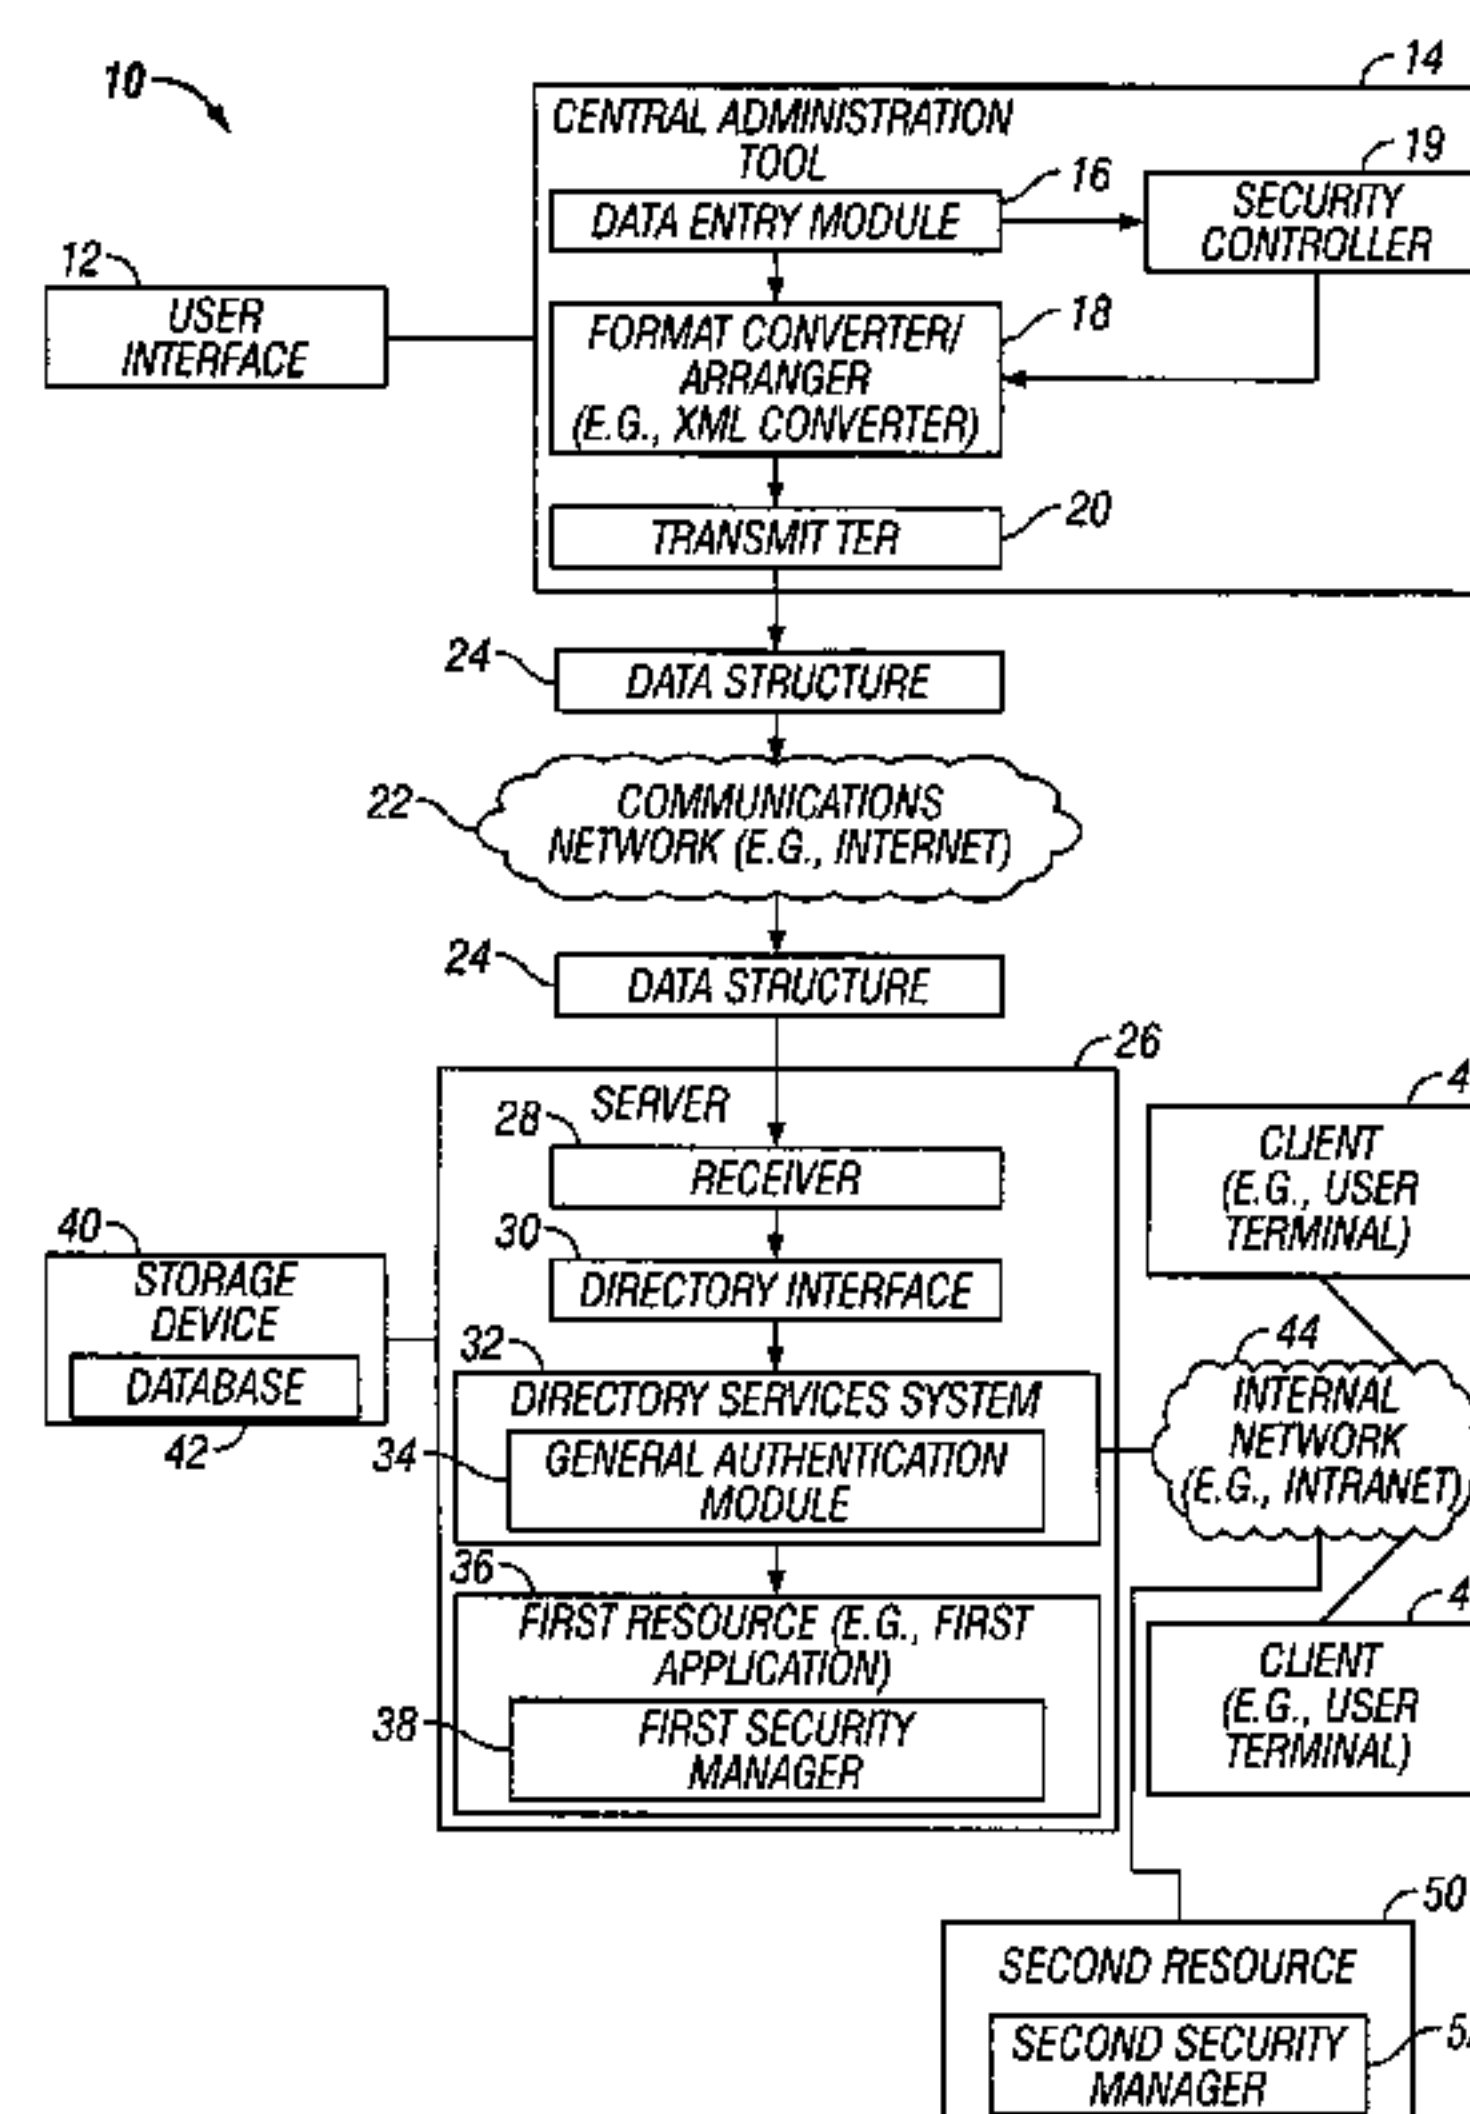 10
14
CENTRAL ADMINISTRATION
TOOL
16
DATA ENTRY MODULE
19
SECURITY
CONTROLLER
12
USER
INTERFACE
18
FORMAT CONVERTER/
ARRANGER
(E.G., XML CONVERTER)
20
TRANSMITTER
24
DATA STRUCTURE
22
COMMUNICATIONS
NETWORK (E.G., INTERNET)
24
DATA STRUCTURE
26
SERVER
28
RECEIVER
30
DIRECTORY INTERFACE
CLIENT
(E.G., USER
TERMINAL)
40
STORAGE
DEVICE
DATABASE
42
32
DIRECTORY SERVICES SYSTEM
34
GENERAL AUTHENTICATION
MODULE
44
INTERNAL
NETWORK
(E.G., INTRANET)
36
FIRST RESOURCE (E.G., FIRST
APPLICATION)
38
FIRST SECURITY
MANAGER
CLIENT
(E.G., USER
TERMINAL)
50
SECOND RESOURCE
SECOND SECURITY
MANAGER